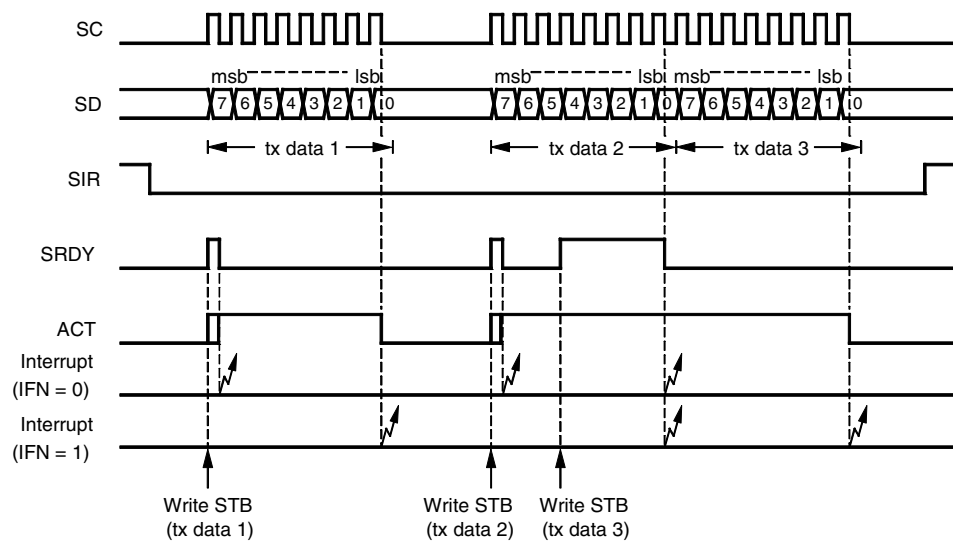 SC
msb lsb msb lsb msb lsb
SD 7 6 5 4 3 2 1 0 7 6 5 4 3 2 1 0 7 6 5 4 3 2 1 0
tx data 1 tx data 2 tx data 3
SIR
SRDY
ACT
Interrupt
(IFN = 0)
Interrupt
(IFN = 1)
Write STB Write STB Write STB
(tx data 1) (tx data 2) (tx data 3)